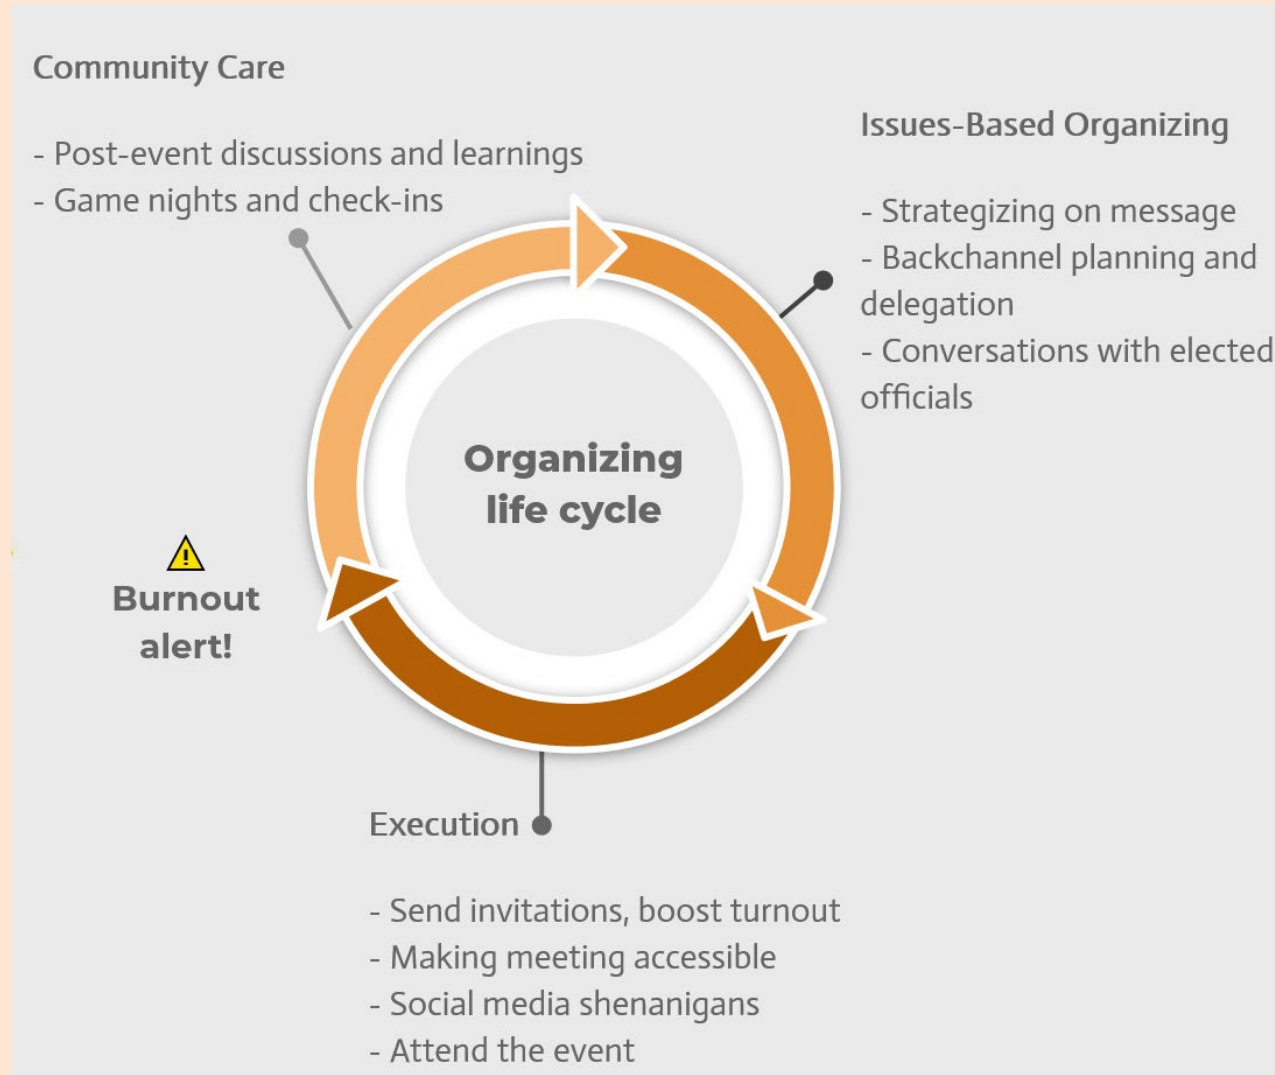 Community Care
- Post-event discussions and learnings
- Game nights and check-ins
Issues-Based Organizing
- Strategizing on message
- Backchannel planning and
delegation
- Conversations with elected
officials
Organizing
life cycle
Burnout
alert!
Execution
- Send invitations, boost turnout
- Making meeting accessible
- Social media shenanigans
- Attend the event